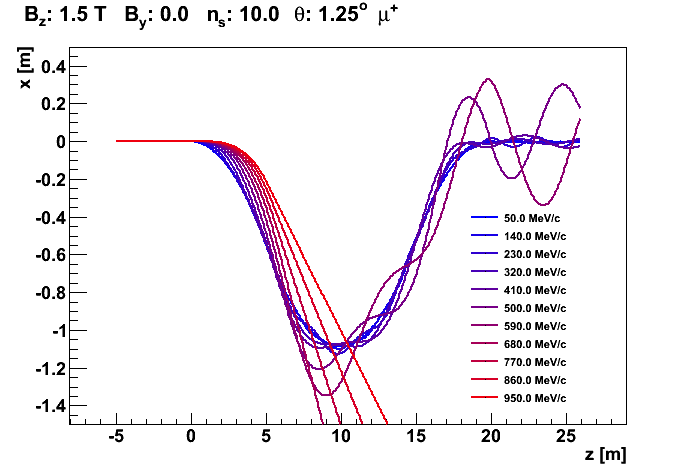 Bz: 1.5 T By: 0.0 ns: 10.0 θ: 1.25° μ+
x [m]
0.4
0.2
0
-0.2
-0.4
-0.6
-0.8
-1
-1.2
-1.4
50.0 MeV/c
140.0 MeV/c
230.0 MeV/c
320.0 MeV/c
410.0 MeV/c
500.0 MeV/c
590.0 MeV/c
680.0 MeV/c
770.0 MeV/c
860.0 MeV/c
950.0 MeV/c
-5 0 5 10 15 20 25
z [m]